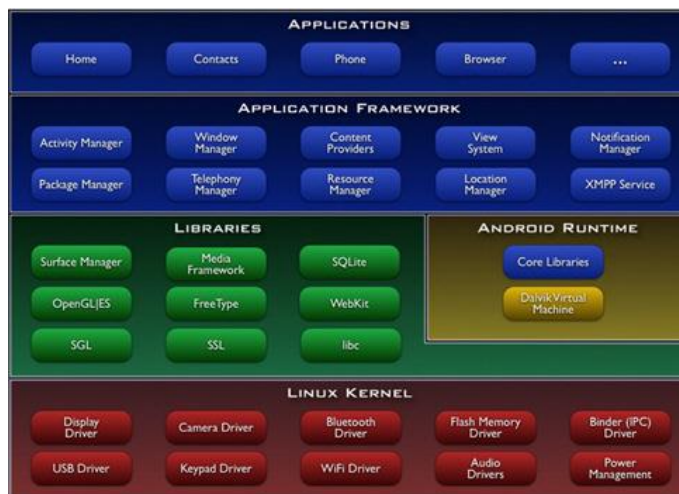 APPLICATIONS
Home
Contacts
Phone
Browser
...
APPLICATION FRAMEWORK
Activity Manager
Window
Manager
Content
Providers
View
System
Notification
Manager
Package Manager
Telephony
Manager
Resource
Manager
Location
Manager
XMPP Service
LIBRARIES
Surface Manager
Media
Framework
SQLite
OpenGL|ES
FreeType
WebKit
SGL
SSL
libc
ANDROID RUNTIME
Core Libraries
Dalvik Virtual
Machine
LINUX KERNEL
Display
Driver
Camera Driver
Bluetooth
Driver
Flash Memory
Driver
Binder (IPC)
Driver
USB Driver
Keypad Driver
WiFi Driver
Audio
Drivers
Power
Management